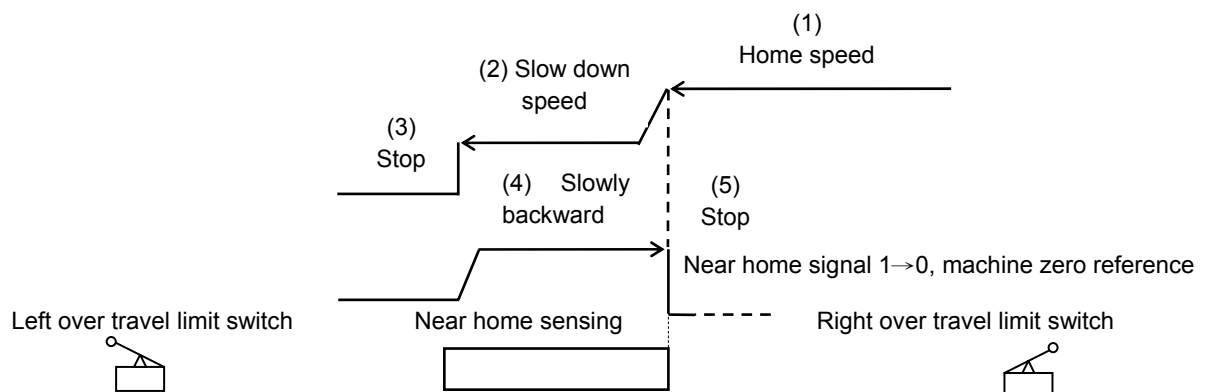 (1)
Home speed
(2) Slow down
speed
(3)
Stop
(4) Slowly
backward
(5)
Stop
Near home signal 1→0, machine zero reference
Left over travel limit switch
Near home sensing
Right over travel limit switch